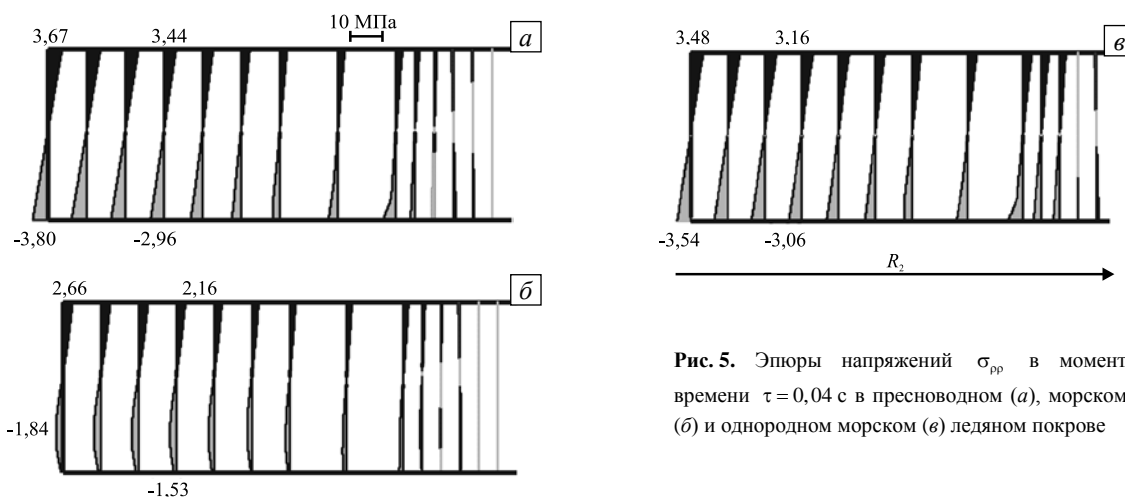 10 МПа
3,67 3,44 а
-3,80 -2,96
2,66 2,16 б
-1,84
-1,53
3,48 3,16 в
-3,54 -3,06
R₂
Рис. 5. Эпюры напряжений σρρ в момент
времени τ = 0,04 с в пресноводном (а), морском
(б) и однородном морском (в) ледяном покрове